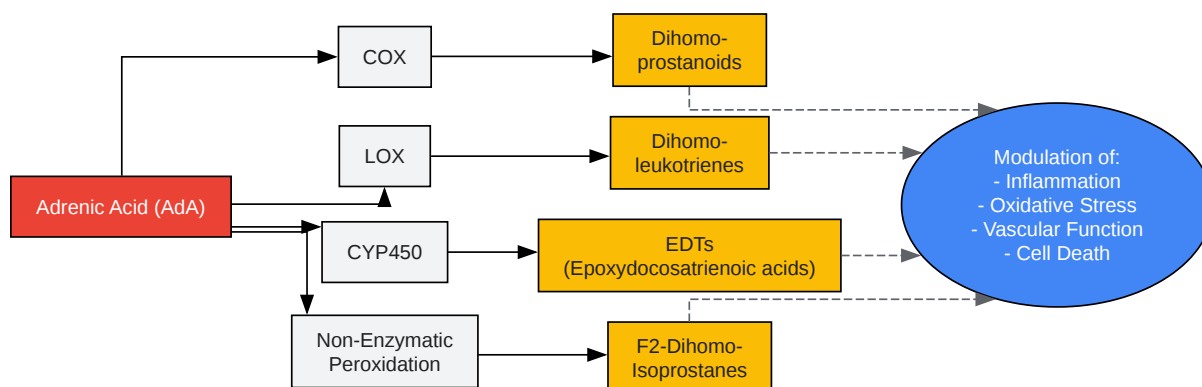 COX
Dihomo-
prostanoids
LOX
Dihomo-
leukotrienes
Adrenic Acid (AdA)
Modulation of:
- Inflammation
- Oxidative Stress
- Vascular Function
- Cell Death
CYP450
EDTs
(Epoxydocosatrienoic acids)
Non-Enzymatic
Peroxidation
F2-Dihomo-
Isoprostanes